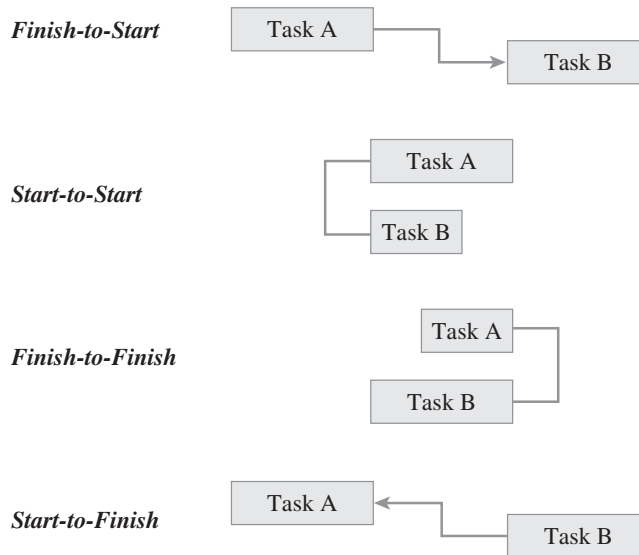 Finish-to-Start
Task A
Task B
Start-to-Start
Task A
Task B
Finish-to-Finish
Task A
Task B
Start-to-Finish
Task A
Task B